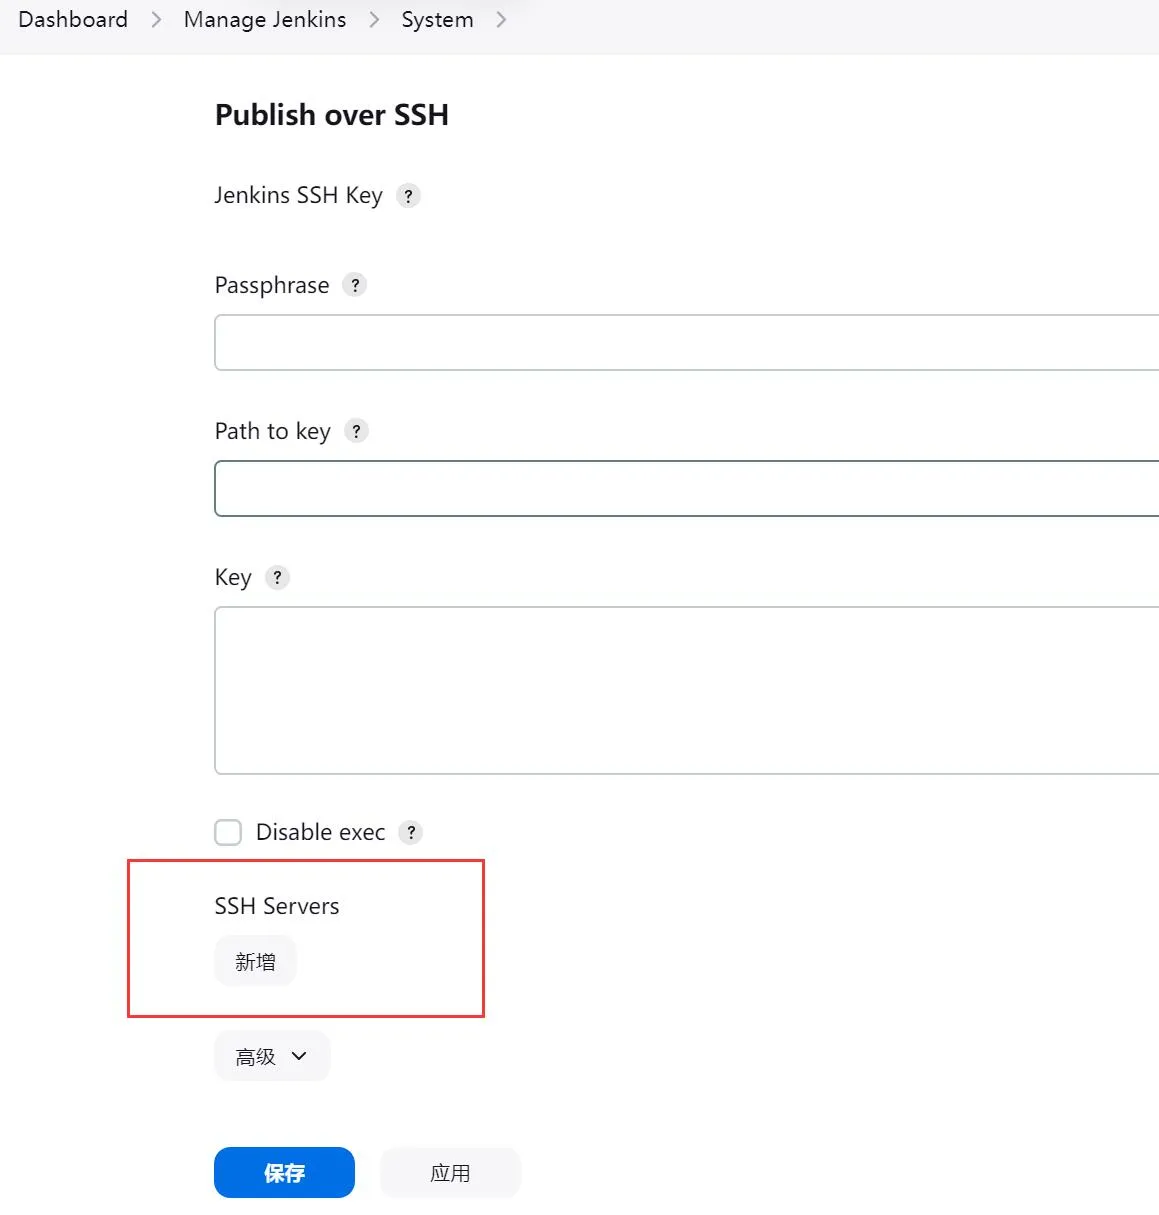 Dashboard > Manage Jenkins > System >
Publish over SSH
Jenkins SSH Key ?
Passphrase ?
Path to key ?
Key ?
Disable exec ?
SSH Servers
新增
高级
保存 应用